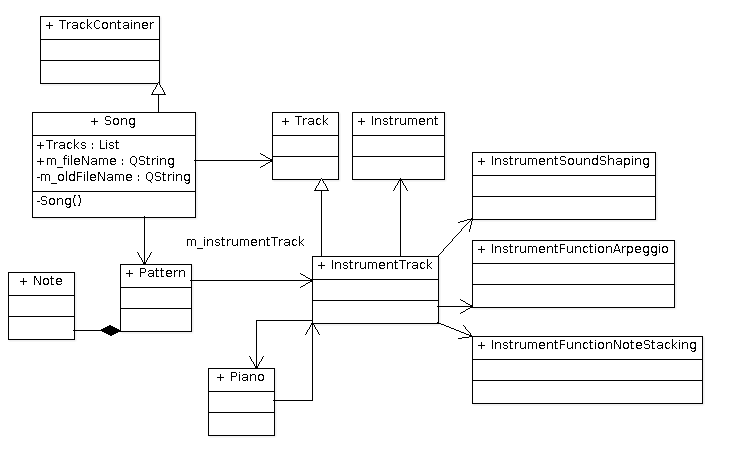 + TrackContainer
+ Song
+Tracks : List
+m_fileName : QString
-m_oldFileName : QString
-Song()
+ Track
+ Instrument
+ InstrumentSoundShaping
m_instrumentTrack
+ InstrumentFunctionArpeggio
+ Note
+ Pattern
+ InstrumentTrack
+ InstrumentFunctionNoteStacking
+ Piano